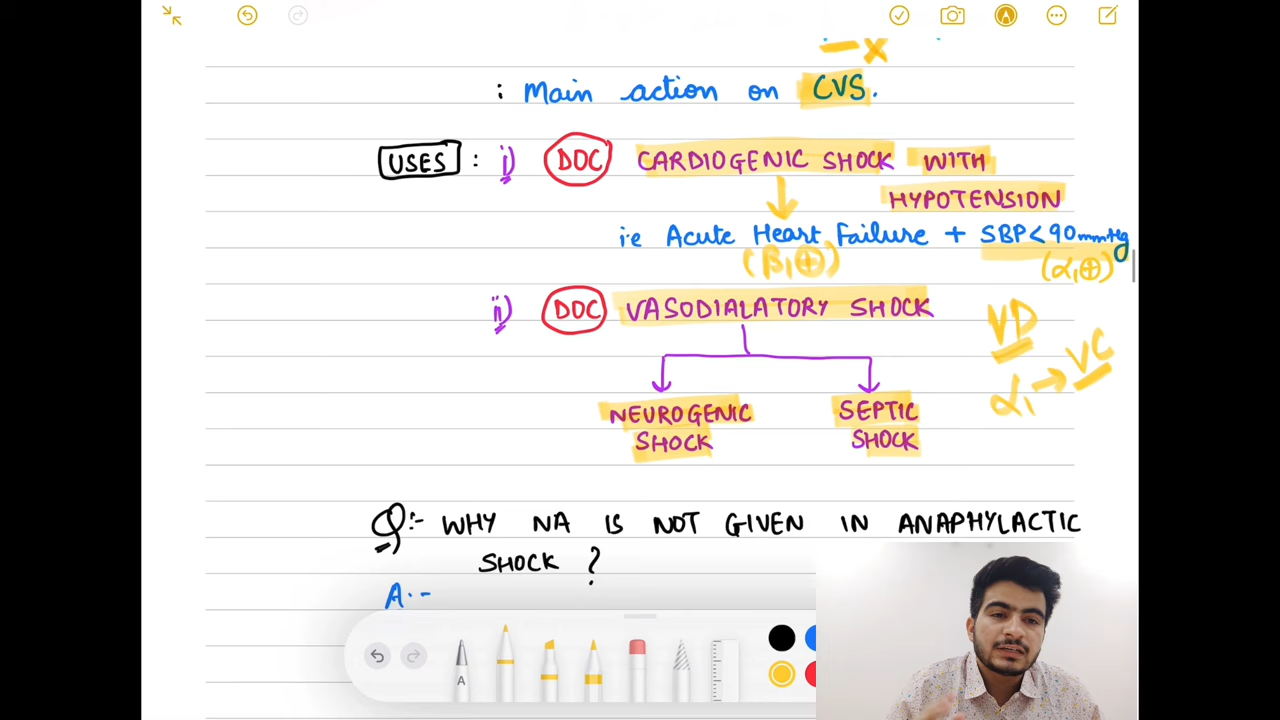 - X
: Main action on CVS.
USES : i) DOC CARDIOGENIC SHOCK WITH
HYPOTENSION
i.e Acute Heart Failure + SBP<90mmHg
(β₁⊕) (α₁⊕)
ii) DOC VASODIALATORY SHOCK
VD
α₁ → VC
NEUROGENIC SEPTIC
SHOCK SHOCK
Q:- WHY NA IS NOT GIVEN IN ANAPHYLACTIC
SHOCK ?
A:-
A